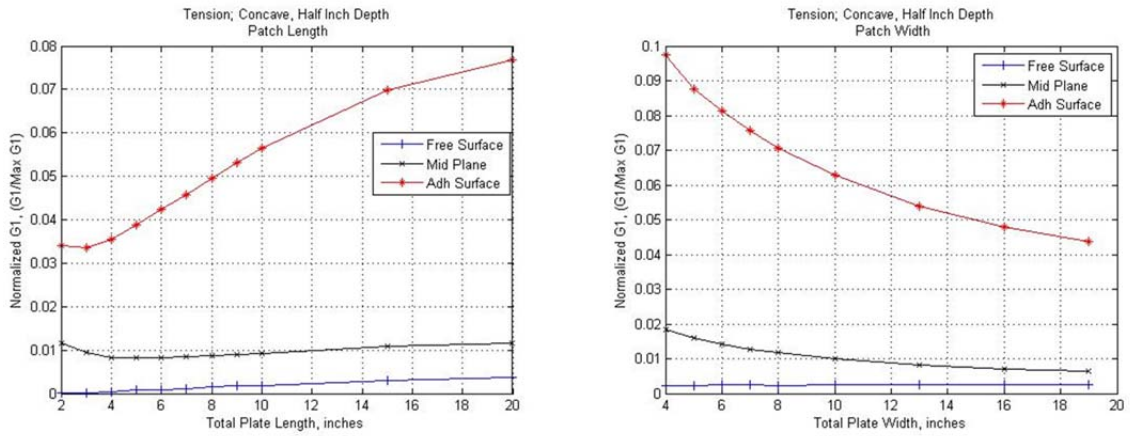 Tension; Concave, Half Inch Depth
Patch Length
0.08
0.07
0.06
0.05
0.04
0.03
0.02
0.01
0
Normalized G1, (G1/Max G1)
Free Surface
Mid Plane
Adh Surface
2 4 6 8 10 12 14 16 18 20
Total Plate Length, inches
Tension; Concave, Half Inch Depth
Patch Width
0.1
0.09
0.08
0.07
0.06
0.05
0.04
0.03
0.02
0.01
0
Normalized G1, (G1/Max G1)
Free Surface
Mid Plane
Adh Surface
4 6 8 10 12 14 16 18 20
Total Plate Width, inches